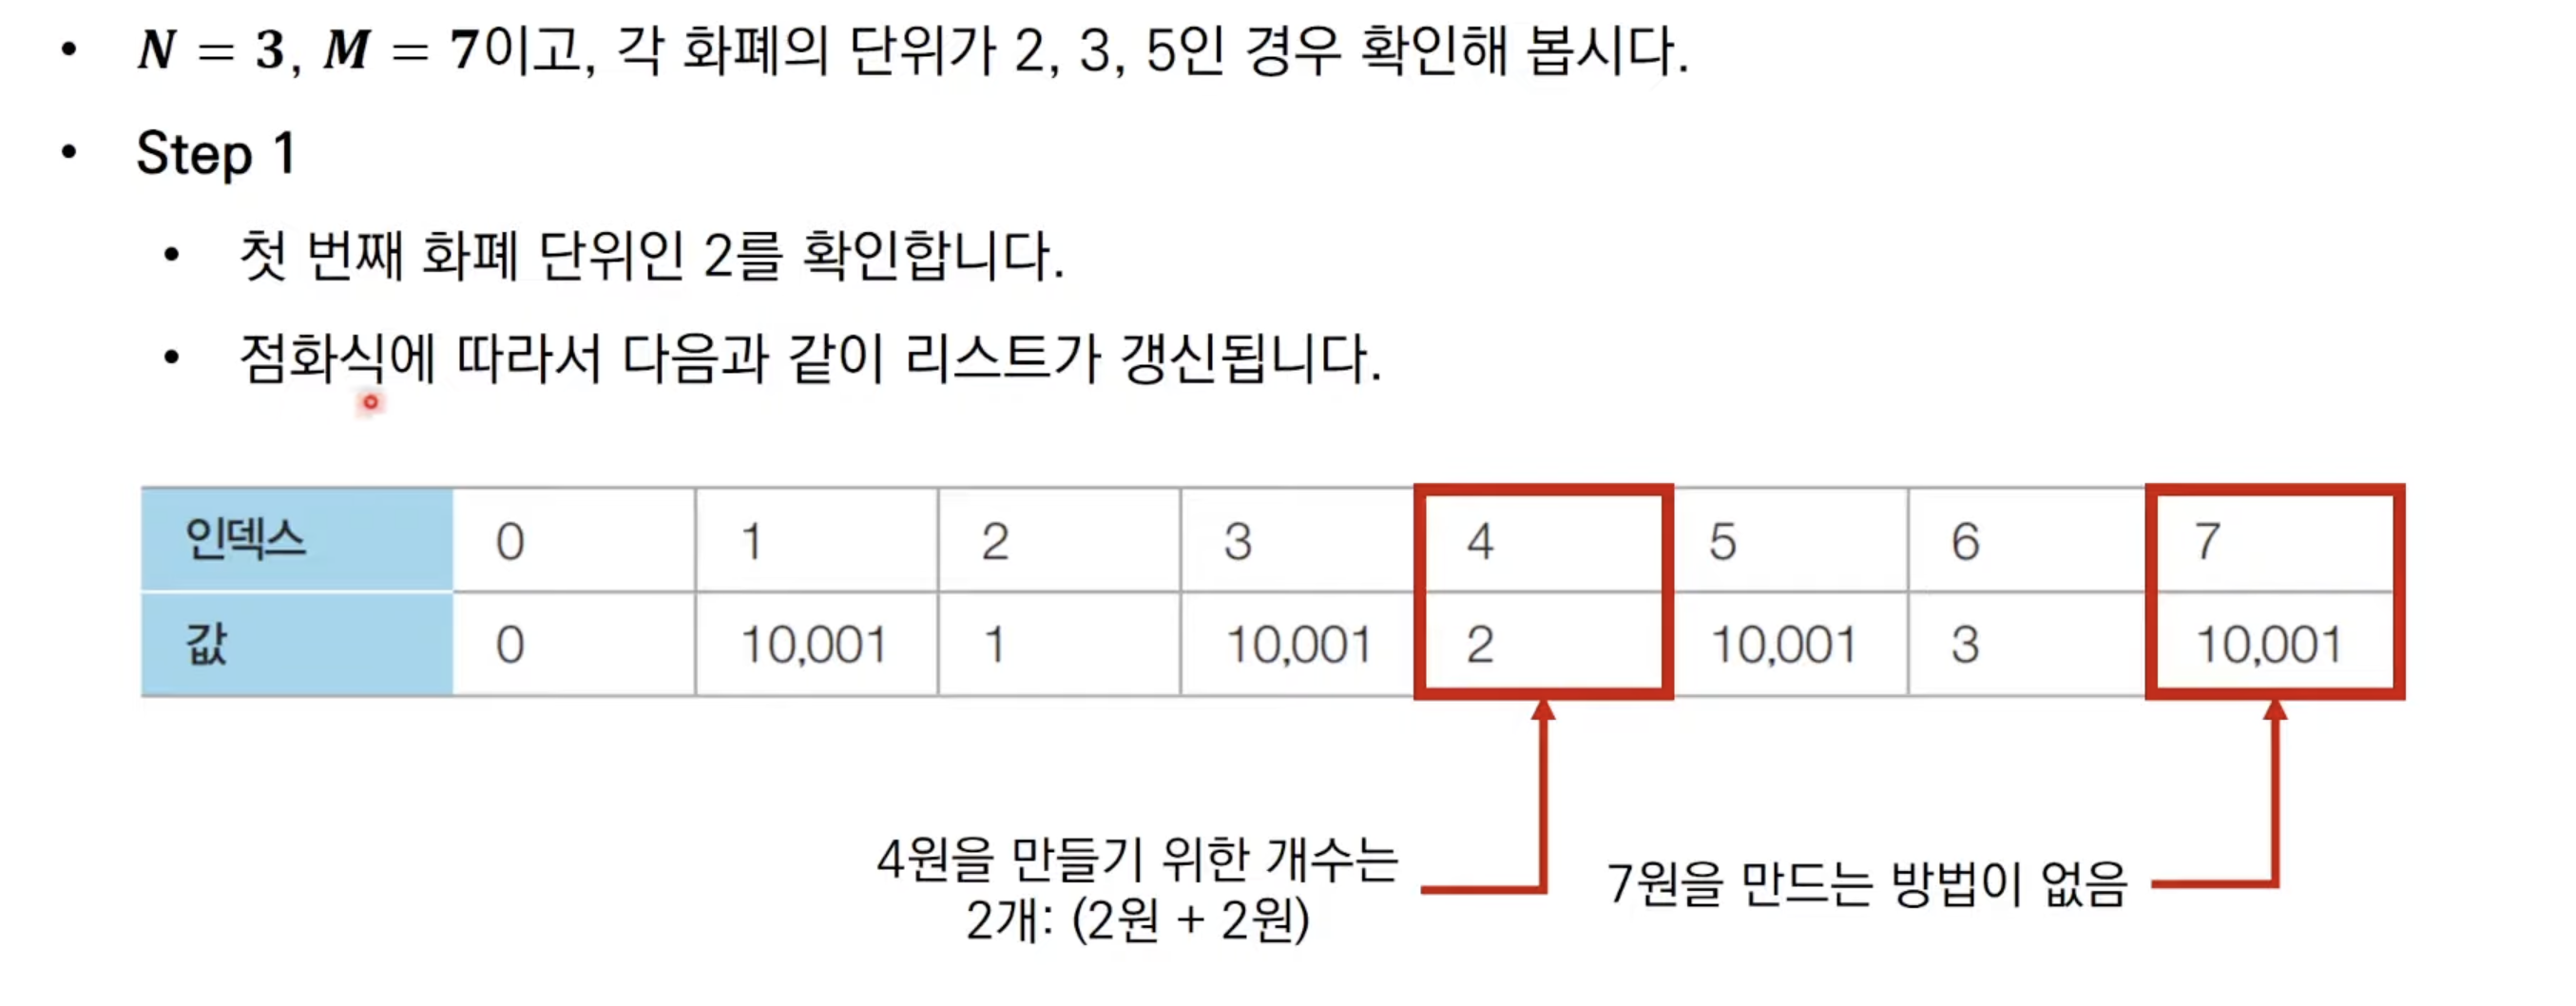 • N = 3, M = 7이고, 각 화폐의 단위가 2, 3, 5인 경우 확인해 봅시다.
• Step 1
• 첫 번째 화폐 단위인 2를 확인합니다.
• 점화식에 따라서 다음과 같이 리스트가 갱신됩니다.
인덱스 0 1 2 3 4 5 6 7
값 0 10,001 1 10,001 2 10,001 3 10,001
4원을 만들기 위한 개수는
2개: (2원 + 2원)
7원을 만드는 방법이 없음